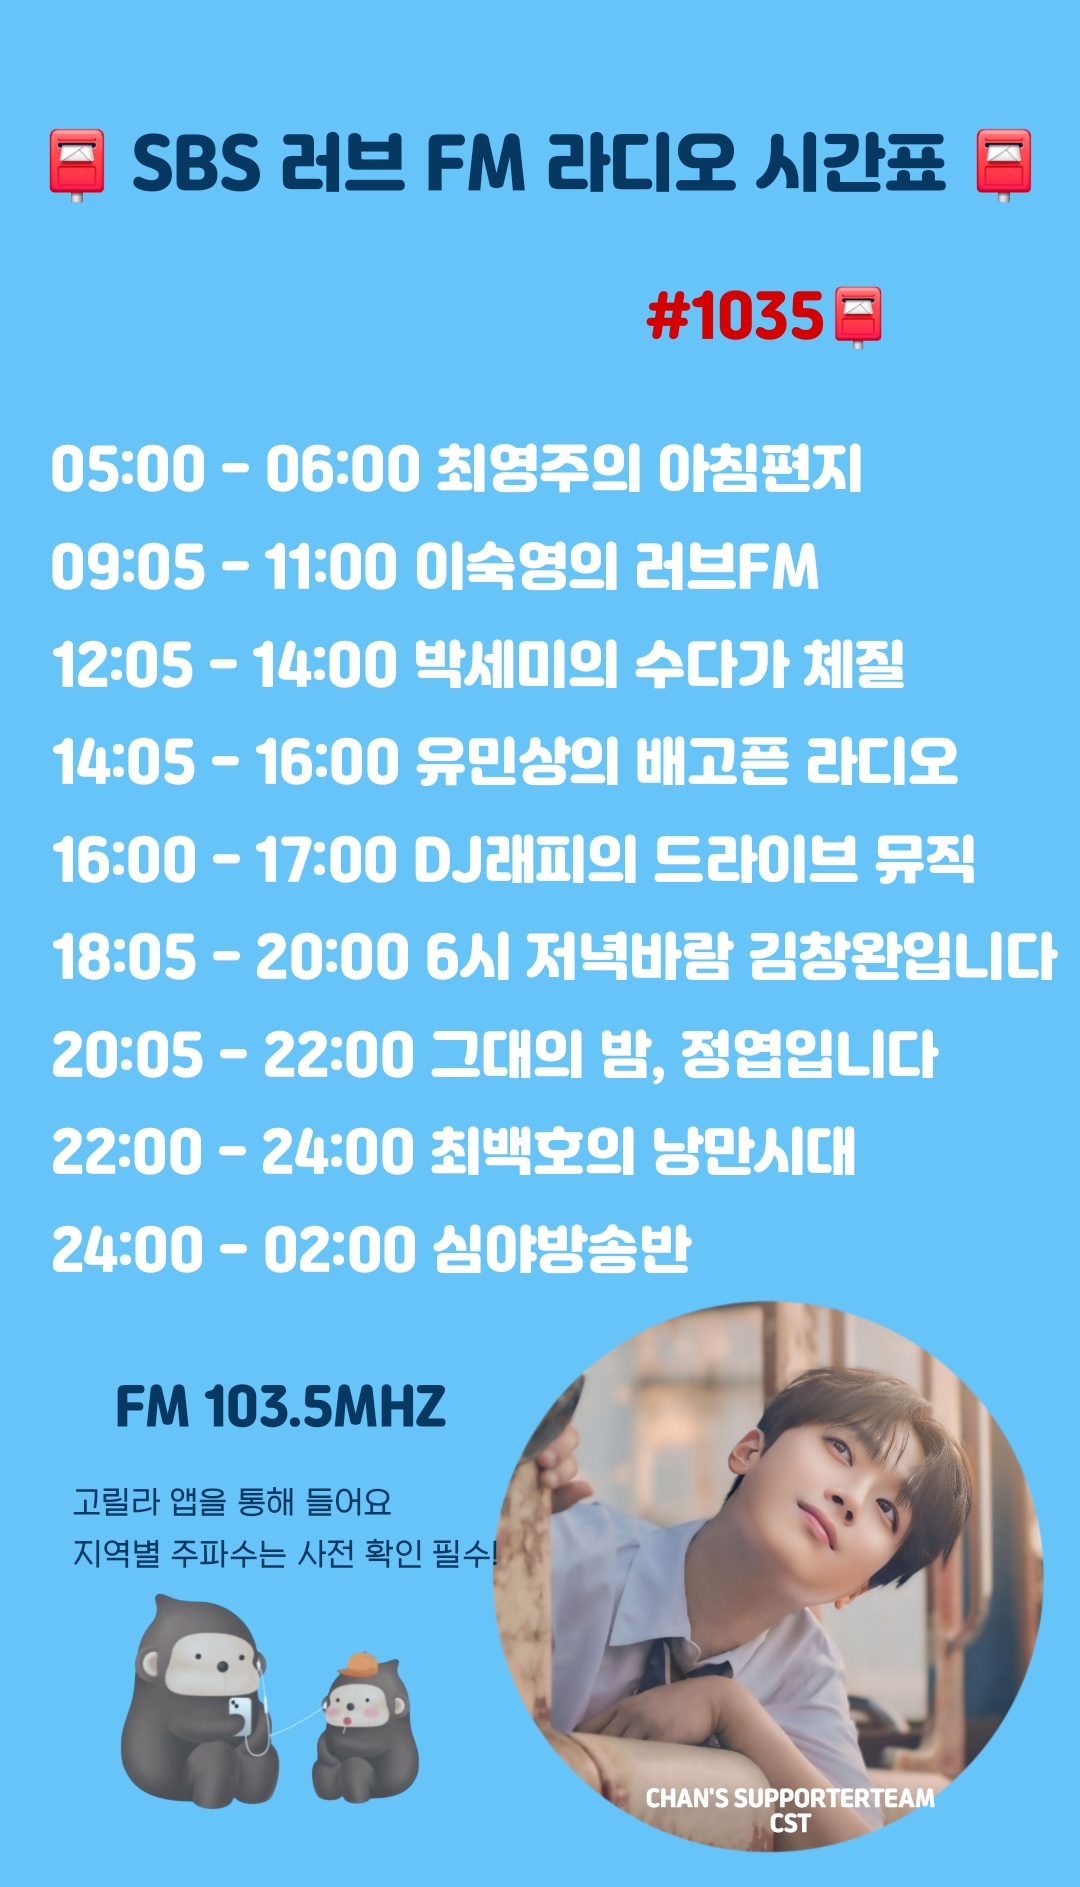 SBS 러브 FM 라디오 시간표
#1035
05:00 - 06:00 최영주의 아침편지
09:05 - 11:00 이숙영의 러브FM
12:05 - 14:00 박세미의 수다가 체질
14:05 - 16:00 유민상의 배고픈 라디오
16:00 - 17:00 DJ래피의 드라이브 뮤직
18:05 - 20:00 6시 저녁바람 김창완입니다
20:05 - 22:00 그대의 밤, 정엽입니다
22:00 - 24:00 최백호의 낭만시대
24:00 - 02:00 심야방송반
FM 103.5MHZ
고릴라 앱을 통해 들어요
지역별 주파수는 사전 확인 필수!
CHAN'S SUPPORTERTEAM
CST